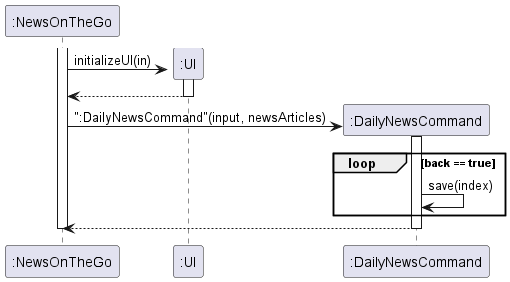 :NewsOnTheGo
initializeUI(in)
:UI
":DailyNewsCommand"(input, newsArticles)
:DailyNewsCommand
loop [back == true]
save(index)
:NewsOnTheGo :UI :DailyNewsCommand